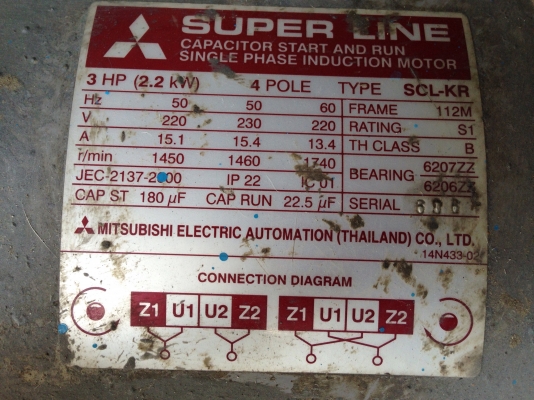 SUPER LINE
CAPACITOR START AND RUN
SINGLE PHASE INDUCTION MOTOR
3 HP (2.2 kW) 4 POLE TYPE SCL-KR
Hz 50 50 60 FRAME 112M
V 220 230 220 RATING S1
A 15.1 15.4 13.4 TH CLASS B
r/min 1450 1460 1740 BEARING 6207ZZ
JEC-2137-2000 IP 22 IC 01 6206ZZ
CAP ST 180 µF CAP RUN 22.5 µF SERIAL
MITSUBISHI ELECTRIC AUTOMATION (THAILAND) CO., LTD.
14N433-02
CONNECTION DIAGRAM
Z1 U1 U2 Z2 Z1 U1 U2 Z2